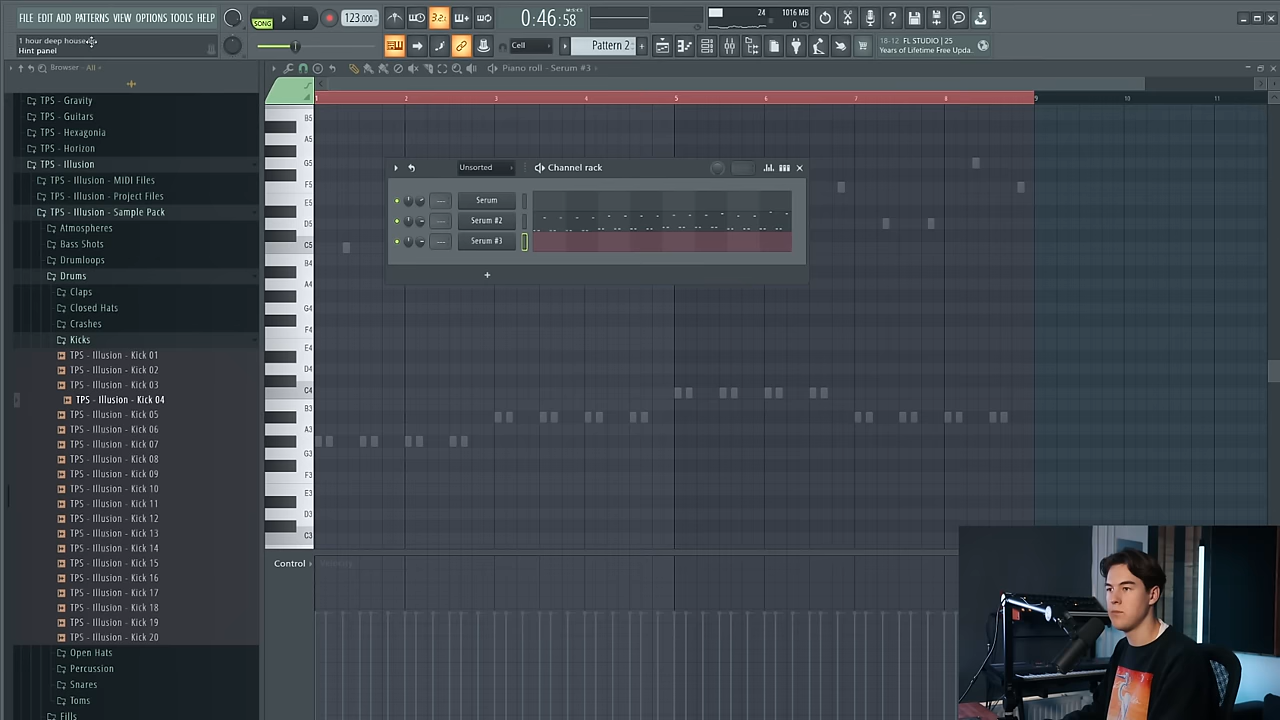 FILE EDIT ADD PATTERNS VIEW OPTIONS TOOLS HELP
1 hour deep house
Hint panel
SONG
123.000
3 2
0:46:58
M:S:CS
24
1016 MB
0
Cell
Pattern 2
18-12 FL STUDIO | 25
Years of Lifetime Free Upda..
Browser - All
Piano roll - Serum #3
TPS - Gravity
TPS - Guitars
TPS - Hexagonia
TPS - Horizon
TPS - Illusion
TPS - Illusion - MIDI Files
TPS - Illusion - Project Files
TPS - Illusion - Sample Pack
Atmospheres
Bass Shots
Drumloops
Drums
Claps
Closed Hats
Crashes
Kicks
TPS - Illusion - Kick 01
TPS - Illusion - Kick 02
TPS - Illusion - Kick 03
TPS - Illusion - Kick 04
TPS - Illusion - Kick 05
TPS - Illusion - Kick 06
TPS - Illusion - Kick 07
TPS - Illusion - Kick 08
TPS - Illusion - Kick 09
TPS - Illusion - Kick 10
TPS - Illusion - Kick 11
TPS - Illusion - Kick 12
TPS - Illusion - Kick 13
TPS - Illusion - Kick 14
TPS - Illusion - Kick 15
TPS - Illusion - Kick 16
TPS - Illusion - Kick 17
TPS - Illusion - Kick 18
TPS - Illusion - Kick 19
TPS - Illusion - Kick 20
Open Hats
Percussion
Snares
Toms
Fills
1 2 3 4 5 6 7 8 9 10 11
B5
A5
G5
F5
E5
D5
C5
B4
A4
G4
F4
E4
D4
C4
B3
A3
G3
F3
E3
D3
C3
Unsorted
Channel rack
Serum
Serum #2
Serum #3
+
Control
Velocity